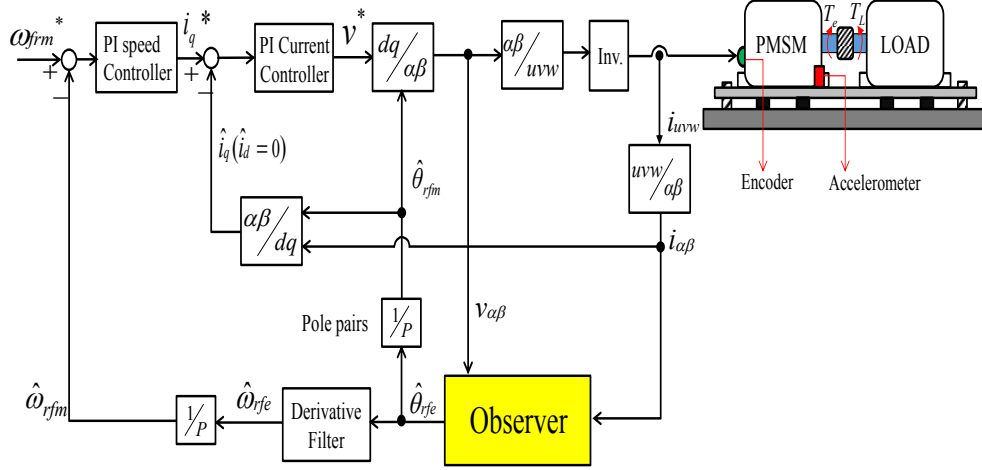 ω_frm*
+
−
PI speed
Controller
i_q*
+
−
PI Current
Controller
v*
dq/αβ
αβ/uvw
Inv.
PMSM
T_e
T_L
LOAD
i_uvw
uvw/αβ
Encoder
Accelerometer
î_q(î_d = 0)
θ̂_rfm
αβ/dq
i_αβ
v_αβ
Pole pairs
1/P
ω̂_rfm
1/P
ω̂_rfe
Derivative
Filter
θ̂_rfe
Observer